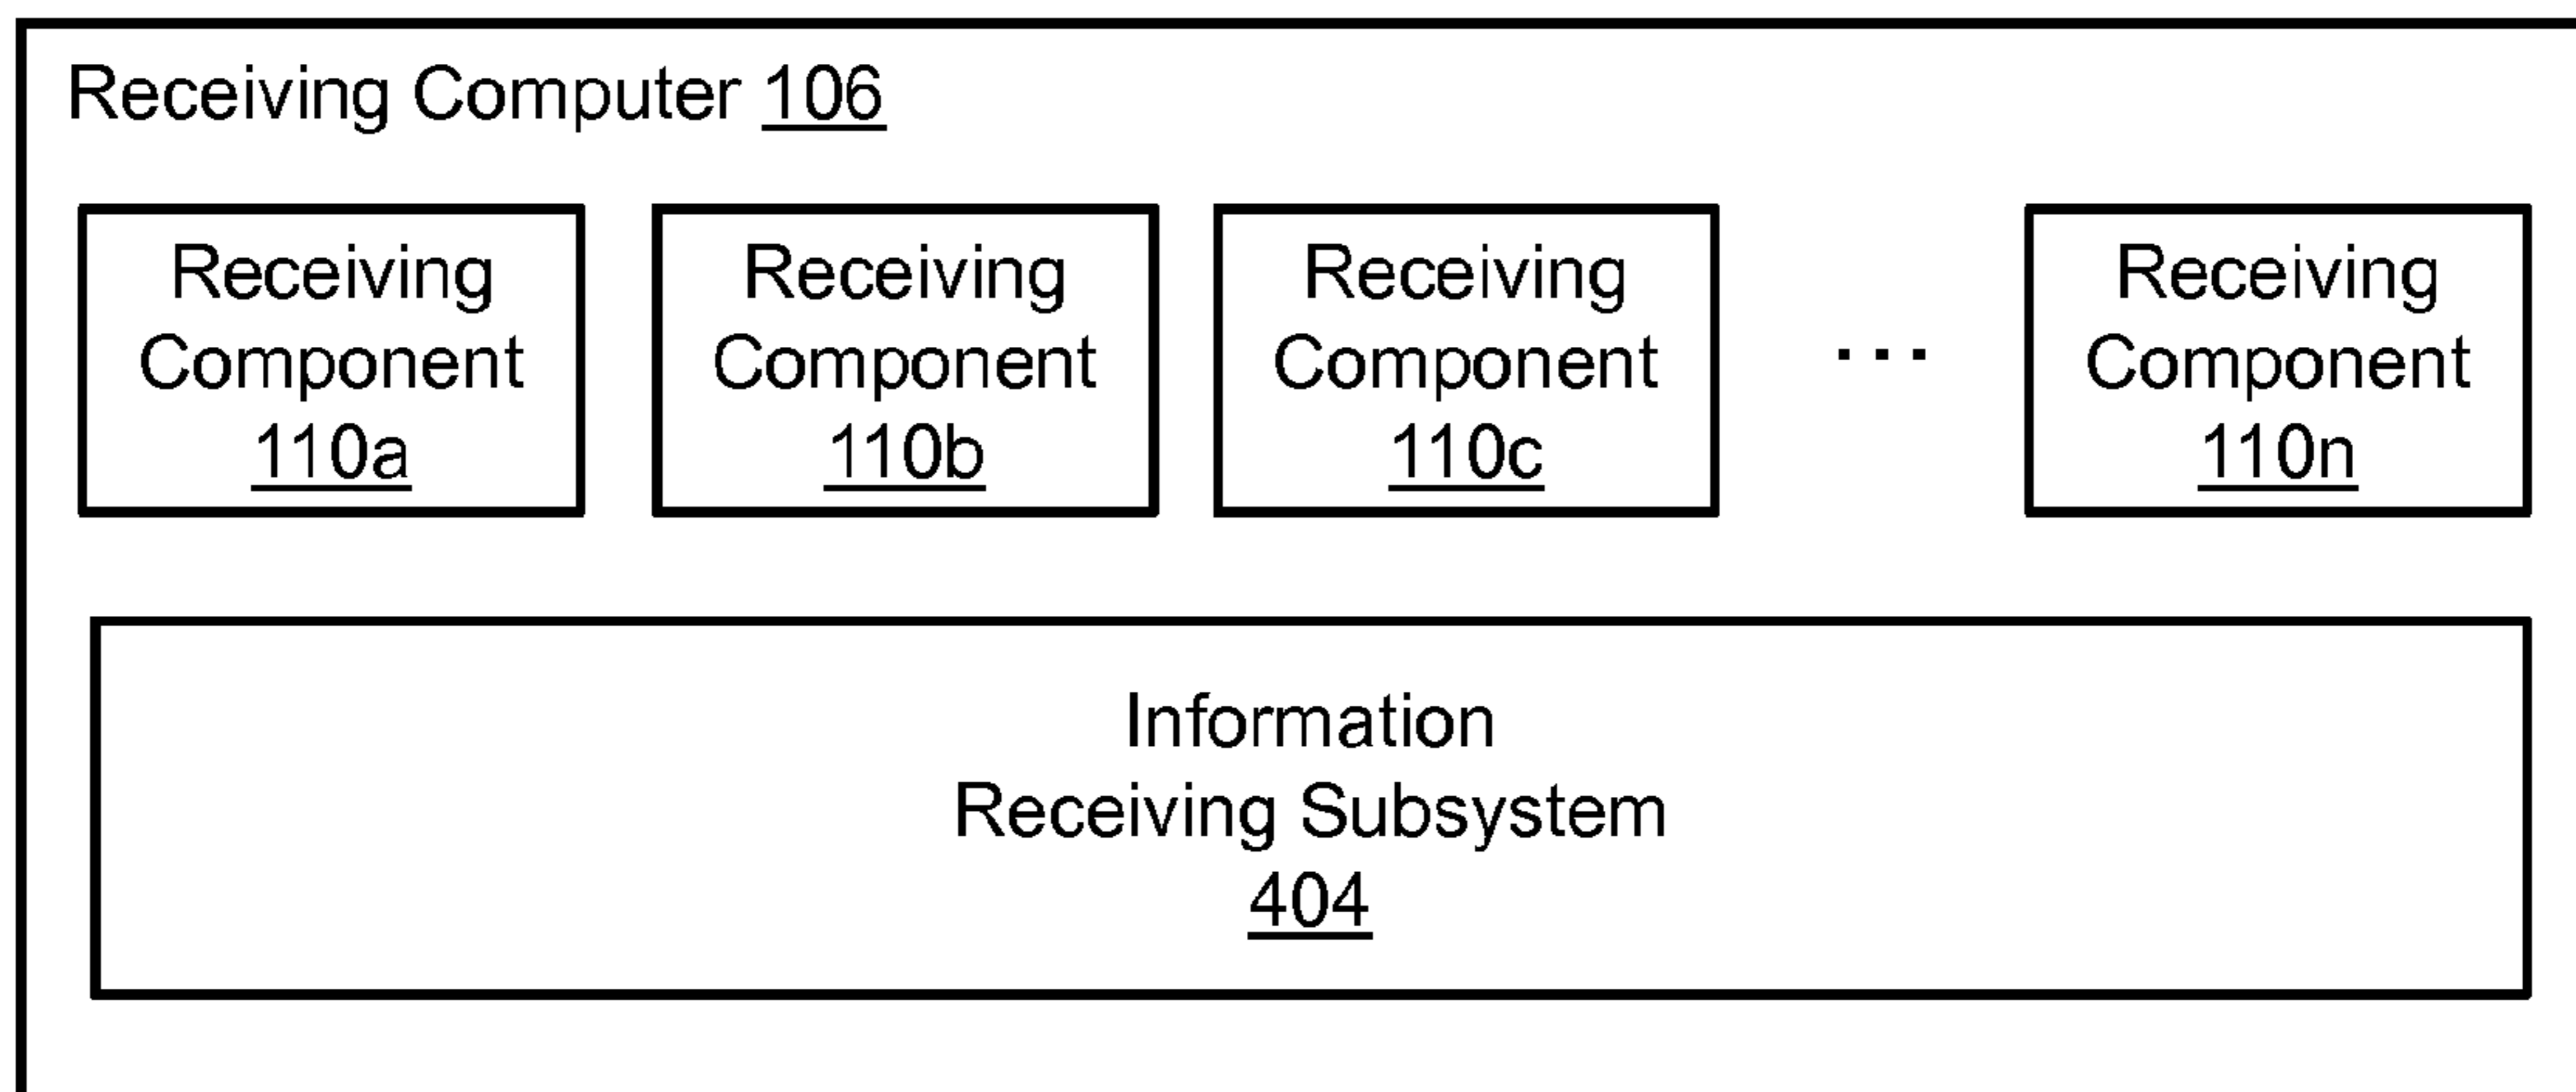 Receiving Computer 106
Receiving
Component
110a
Receiving
Component
110b
Receiving
Component
110c
...
Receiving
Component
110n
Information
Receiving Subsystem
404